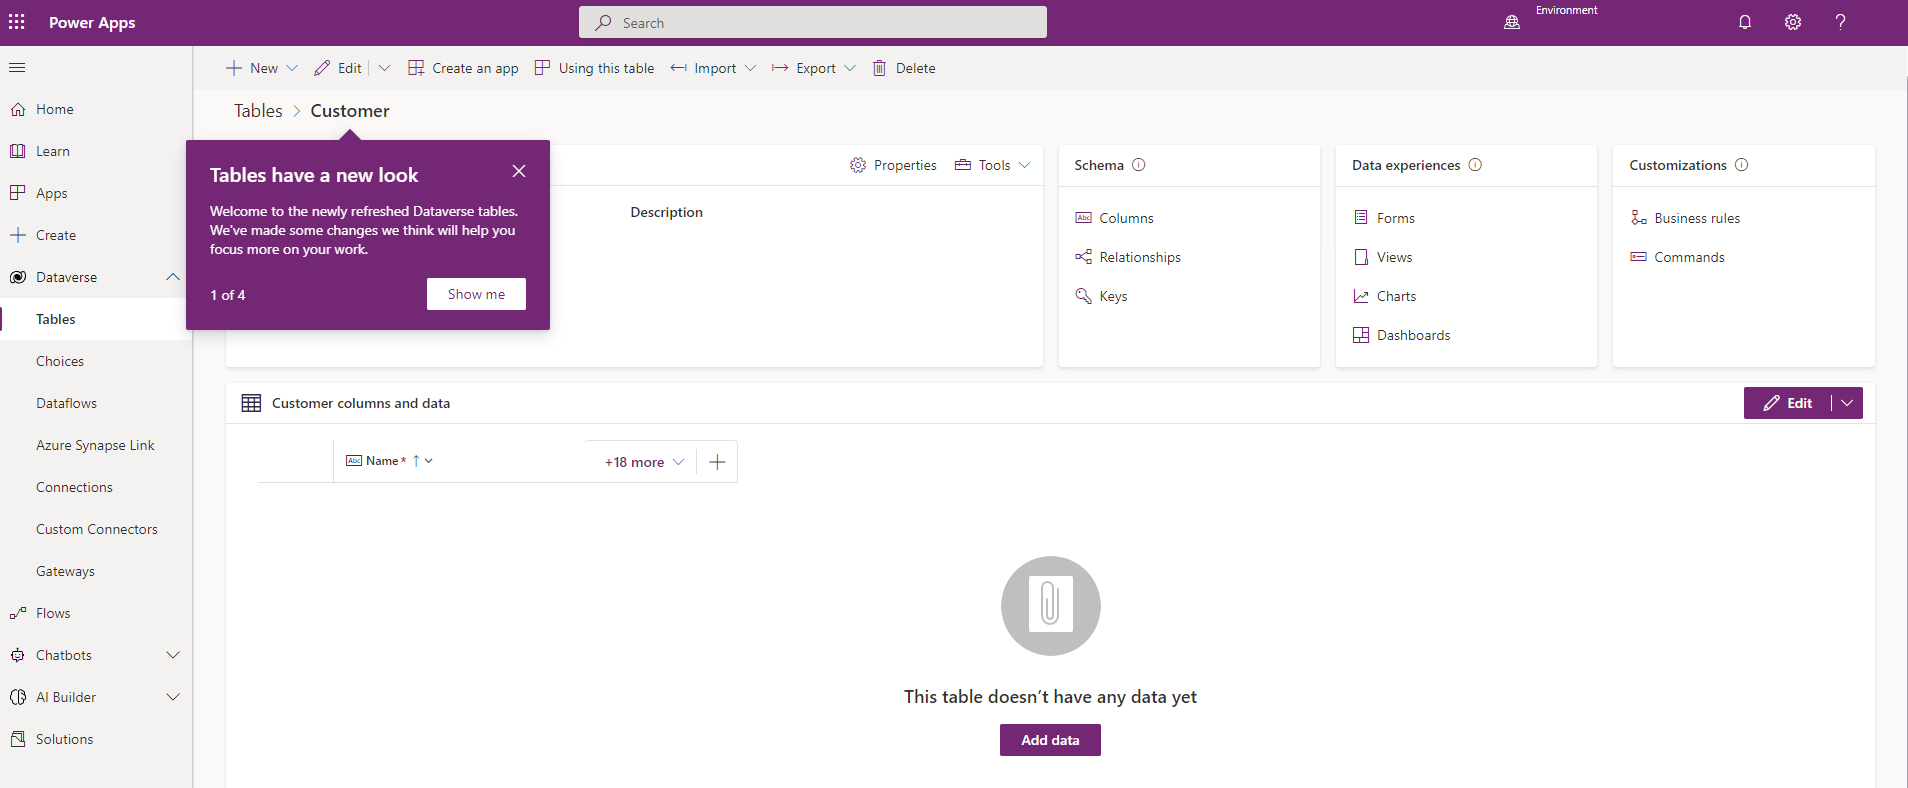 Power Apps
Search
Environment
New
Edit
Create an app
Using this table
Import
Export
Delete
Home
Learn
Apps
Create
Dataverse
Tables
Choices
Dataflows
Azure Synapse Link
Connections
Custom Connectors
Gateways
Flows
Chatbots
AI Builder
Solutions
Tables > Customer
Tables have a new look
Welcome to the newly refreshed Dataverse tables.
We've made some changes we think will help you
focus more on your work.
1 of 4
Show me
Properties
Tools
Description
Schema
Columns
Relationships
Keys
Data experiences
Forms
Views
Charts
Dashboards
Customizations
Business rules
Commands
Customer columns and data
Edit
Abc Name * ↑
+18 more
This table doesn't have any data yet
Add data